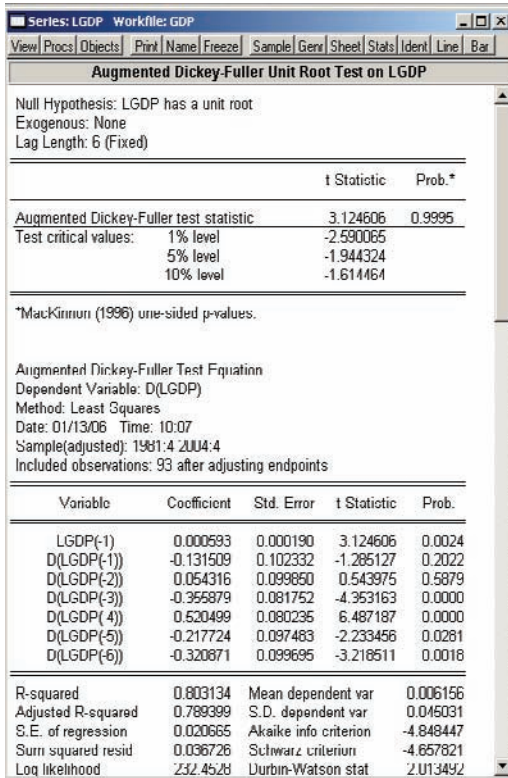 Series: LGDP Workfile: GDP
View Procs Objects Print Name Freeze Sample Genr Sheet Stats Ident Line Bar
Augmented Dickey-Fuller Unit Root Test on LGDP
Null Hypothesis: LGDP has a unit root
Exogenous: None
Lag Length: 6 (Fixed)
t Statistic Prob.*
Augmented Dickey-Fuller test statistic 3.124606 0.9995
Test critical values: 1% level -2.590065
5% level -1.944324
10% level -1.614464
*MacKinnon (1996) one-sided p-values.
Augmented Dickey-Fuller Test Equation
Dependent Variable: D(LGDP)
Method: Least Squares
Date: 01/13/06 Time: 10:07
Sample(adjusted): 1981:4 2004:4
Included observations: 93 after adjusting endpoints
Variable Coefficient Std. Error t Statistic Prob.
LGDP(-1) 0.000593 0.000190 3.124606 0.0024
D(LGDP(-1)) -0.131509 0.102332 -1.285127 0.2022
D(LGDP(-2)) 0.054316 0.099850 0.543975 0.5879
D(LGDP(-3)) -0.355879 0.081752 -4.353163 0.0000
D(LGDP( 4)) 0.520499 0.080235 6.487187 0.0000
D(LGDP(-5)) -0.217724 0.097483 -2.233456 0.0281
D(LGDP(-6)) -0.320871 0.099695 -3.218511 0.0018
R-squared 0.803134 Mean dependent var 0.006156
Adjusted R-squared 0.789399 S.D. dependent var 0.045031
S.E. of regression 0.020665 Akaike info criterion -4.848447
Sum squared resid 0.036726 Schwarz criterion -4.657821
Log likelihood 232.4528 Durbin-Watson stat 2.013492